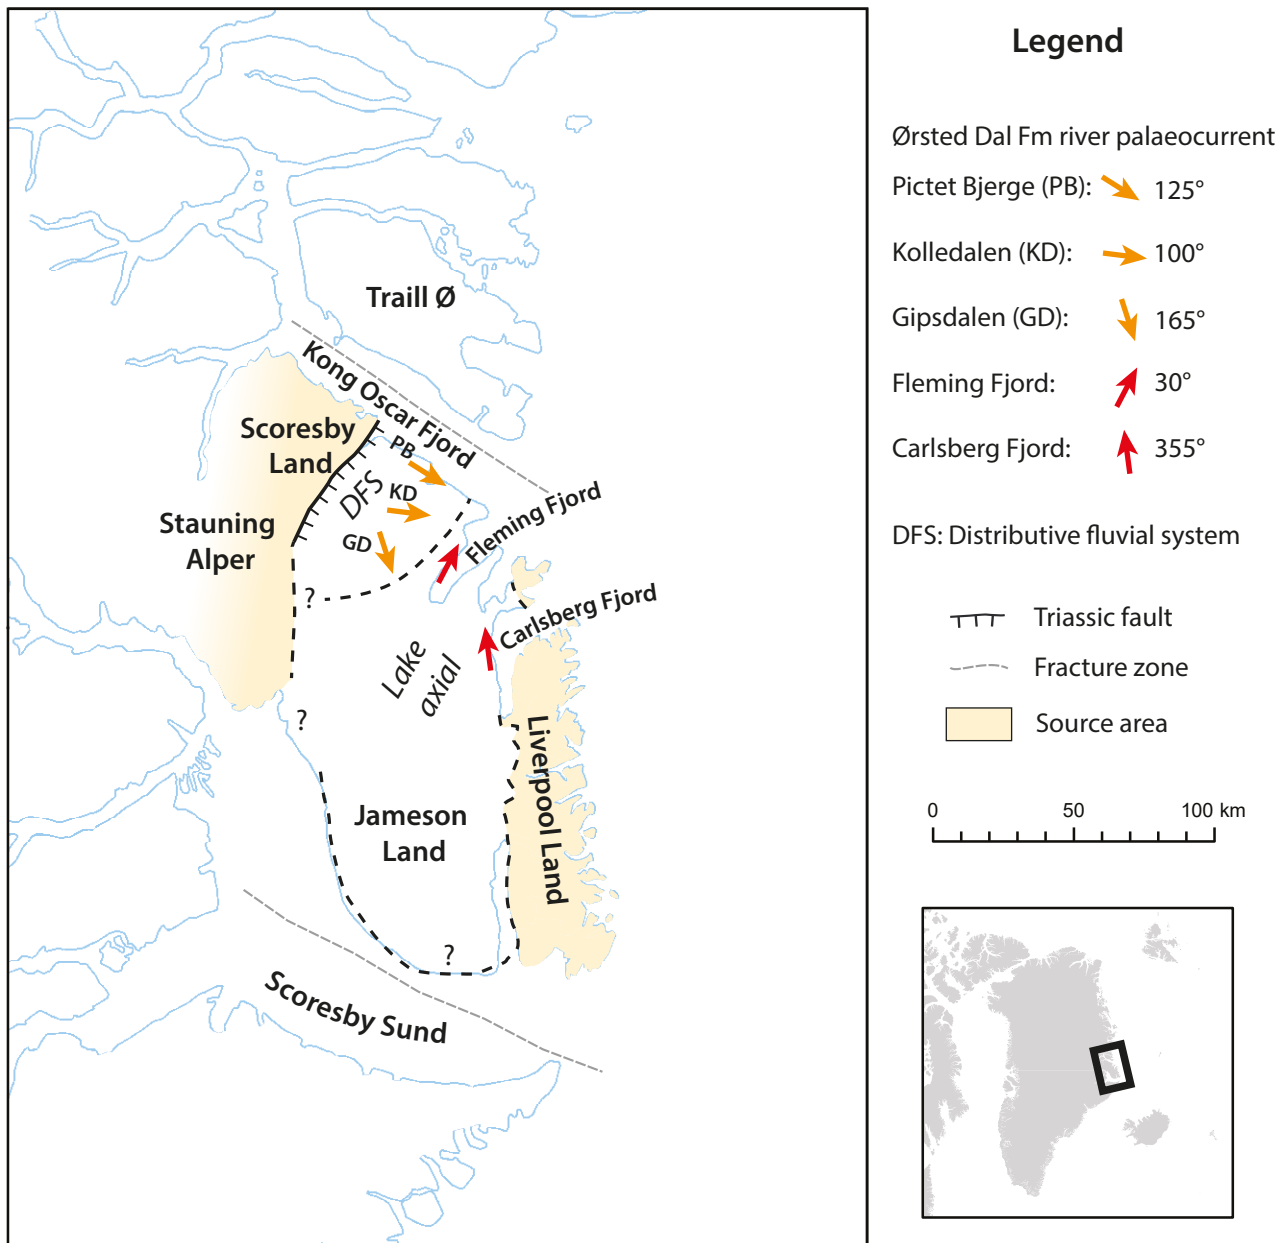 Legend
Ørsted Dal Fm river palaeocurrent
Pictet Bjerge (PB): 125°
Kolledalen (KD): 100°
Gipsdalen (GD): 165°
Fleming Fjord: 30°
Carlsberg Fjord: 355°
DFS: Distributive fluvial system
Triassic fault
Fracture zone
Source area
0 50 100 km
Traill Ø
Kong Oscar Fjord
Scoresby
Land
PB
DFS
KD
GD
Stauning
Alper
Fleming Fjord
?
Carlsberg Fjord
Lake
axial
?
Liverpool Land
Jameson
Land
?
Scoresby Sund